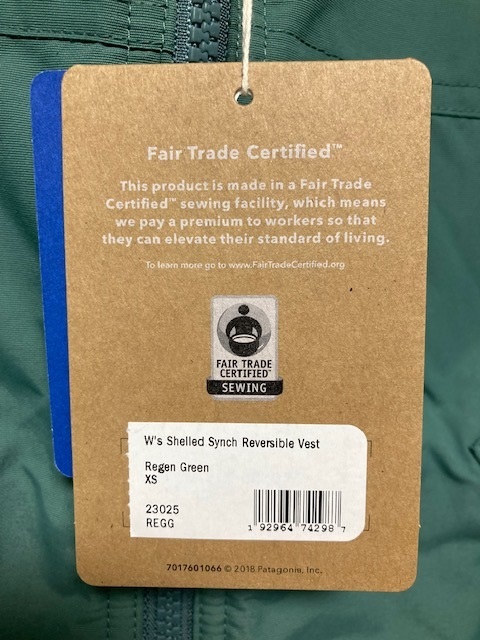 Fair Trade Certified™
This product is made in a Fair Trade
Certified™ sewing facility, which means
we pay a premium to workers so that
they can elevate their standard of living.
To learn more go to www.FairTradeCertified.org
FAIR TRADE
CERTIFIED™
SEWING
W's Shelled Synch Reversible Vest
Regen Green
XS
23025
REGG
1 92964 74298 7
7017601066 © 2018 Patagonia, Inc.